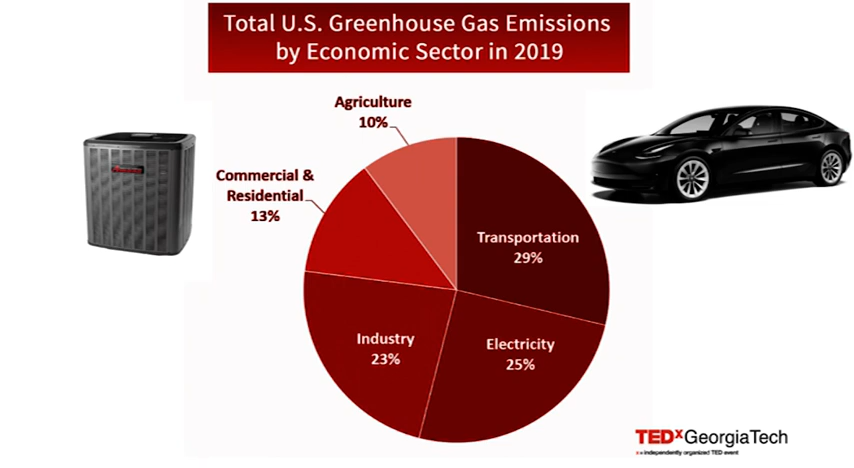 Total U.S. Greenhouse Gas Emissions
by Economic Sector in 2019
Agriculture
10%
Commercial &
Residential
13%
Transportation
29%
Industry
23%
Electricity
25%
TEDxGeorgiaTech
x = independently organized TED event